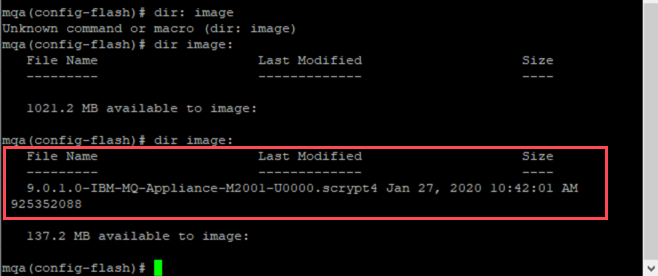 mqa(config-flash)# dir: image
Unknown command or macro (dir: image)
mqa(config-flash)# dir image:
File Name Last Modified Size
--------- ------------- ----
1021.2 MB available to image:
mqa(config-flash)# dir image:
File Name Last Modified Size
--------- ------------- ----
9.0.1.0-IBM-MQ-Appliance-M2001-U0000.scrypt4 Jan 27, 2020 10:42:01 AM
925352088
137.2 MB available to image:
mqa(config-flash)#